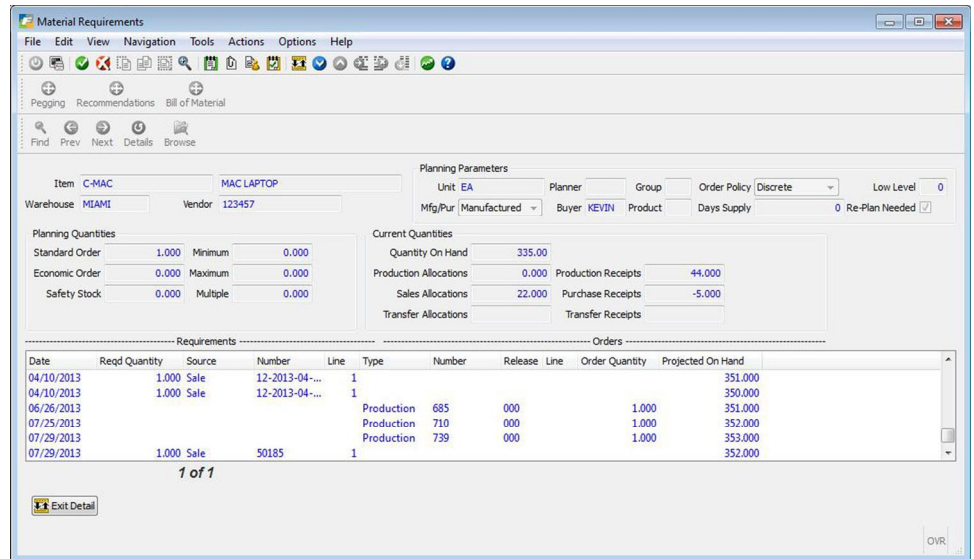 Material Requirements
File Edit View Navigation Tools Actions Options Help
Pegging Recommendations Bill of Material
Find Prev Next Details Browse
Planning Parameters
Item C-MAC MAC LAPTOP Unit EA Planner Group Order Policy Discrete Low Level 0
Warehouse MIAMI Vendor 123457 Mfg/Pur Manufactured Buyer KEVIN Product Days Supply 0 Re-Plan Needed
Planning Quantities Current Quantities
Standard Order 1.000 Minimum 0.000 Quantity On Hand 335.00
Economic Order 0.000 Maximum 0.000 Production Allocations 0.000 Production Receipts 44.000
Safety Stock 0.000 Multiple 0.000 Sales Allocations 22.000 Purchase Receipts -5.000
Transfer Allocations Transfer Receipts
Requirements Orders
Date Reqd Quantity Source Number Line Type Number Release Line Order Quantity Projected On Hand
04/10/2013 1.000 Sale 12-2013-04-... 1 351.000
04/10/2013 1.000 Sale 12-2013-04-... 1 350.000
06/26/2013 Production 685 000 1.000 351.000
07/25/2013 Production 710 000 1.000 352.000
07/29/2013 Production 739 000 1.000 353.000
07/29/2013 1.000 Sale 50185 1 352.000
1 of 1
Exit Detail
OVR